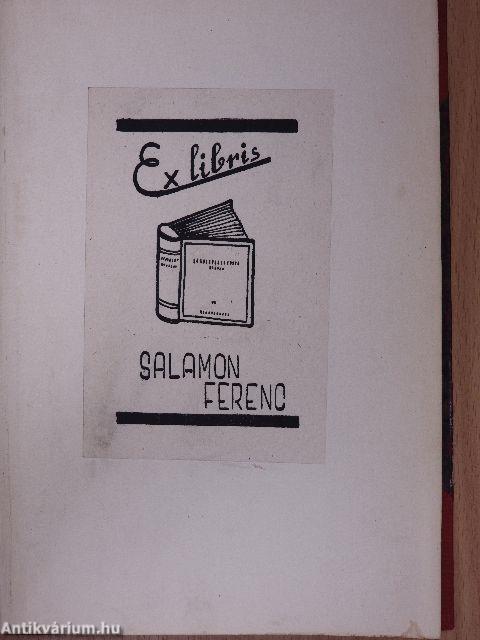 Ex libris
SALAMON
FERENC
Antikvárium.hu